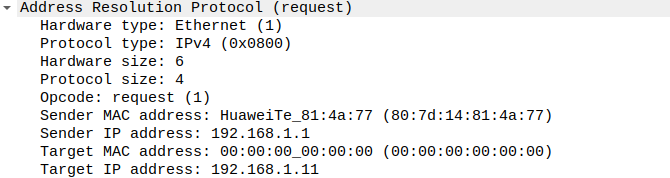 Address Resolution Protocol (request)
Hardware type: Ethernet (1)
Protocol type: IPv4 (0x0800)
Hardware size: 6
Protocol size: 4
Opcode: request (1)
Sender MAC address: HuaweiTe_81:4a:77 (80:7d:14:81:4a:77)
Sender IP address: 192.168.1.1
Target MAC address: 00:00:00_00:00:00 (00:00:00:00:00:00)
Target IP address: 192.168.1.11